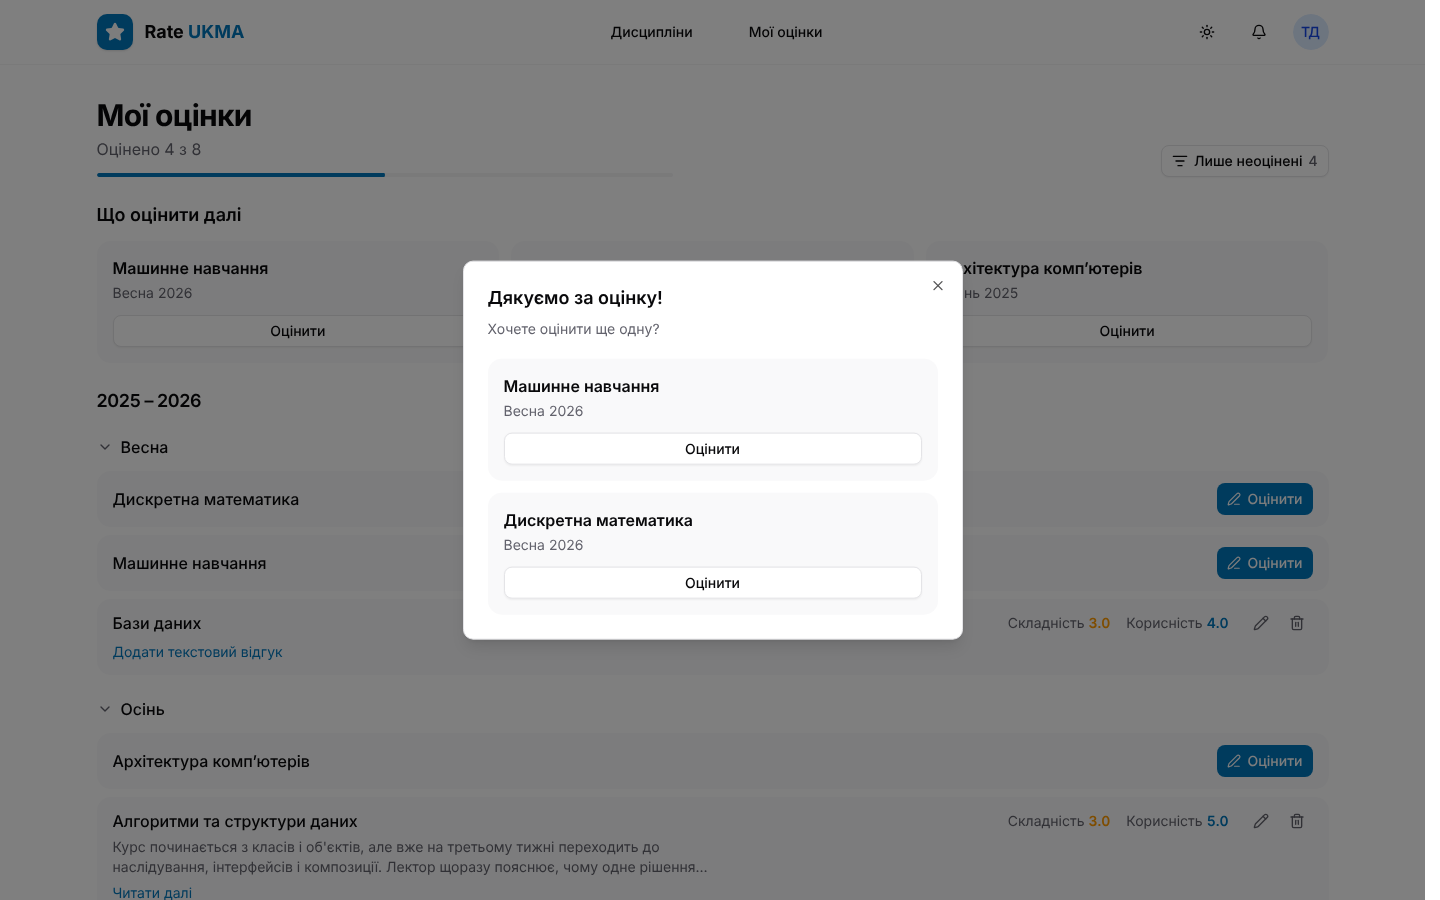 Rate UKMA
Дисципліни
Мої оцінки
ТД
Мої оцінки
Оцінено 4 з 8
Лише неоцінені 4
Що оцінити далі
Машинне навчання
Весна 2026
Оцінити
хітектура комп’ютерів
нь 2025
Оцінити
Дякуємо за оцінку!
Хочете оцінити ще одну?
Машинне навчання
Весна 2026
Оцінити
Дискретна математика
Весна 2026
Оцінити
2025 – 2026
Весна
Дискретна математика
Оцінити
Машинне навчання
Оцінити
Бази даних
Складність 3.0 Корисність 4.0
Додати текстовий відгук
Осінь
Архітектура комп’ютерів
Оцінити
Алгоритми та структури даних
Складність 3.0 Корисність 5.0
Курс починається з класів і об'єктів, але вже на третьому тижні переходить до
наслідування, інтерфейсів і композиції. Лектор щоразу пояснює, чому одне рішення...
Читати далі